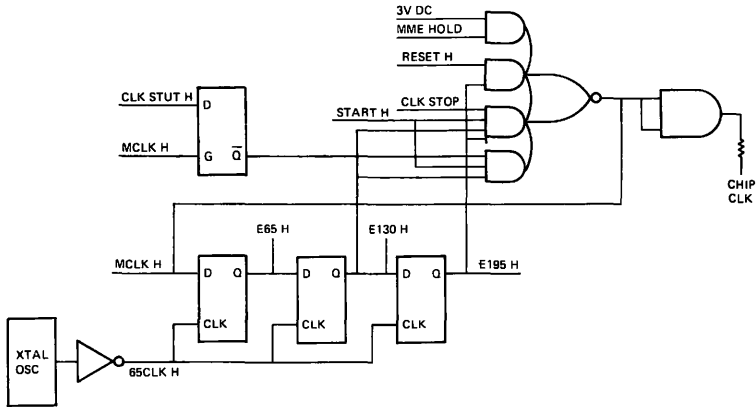 3V DC
MME HOLD
RESET H
CLK STUT H
D
CLK STOP
START H
MCLK H
G
Q
CHIP
CLK
E65 H
E130 H
MCLK H
D
Q
D
Q
D
Q
E195 H
CLK
CLK
CLK
XTAL
OSC
65CLK H